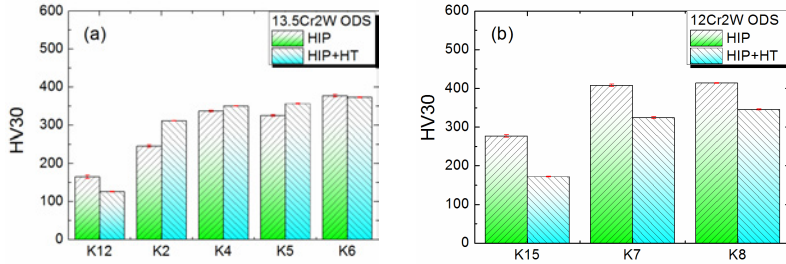 600
500
400
300
200
100
0
HV30
(a)
13.5Cr2W ODS
HIP
HIP+HT
K12 K2 K4 K5 K6
600
500
400
300
200
100
0
HV30
(b)
12Cr2W ODS
HIP
HIP+HT
K15 K7 K8